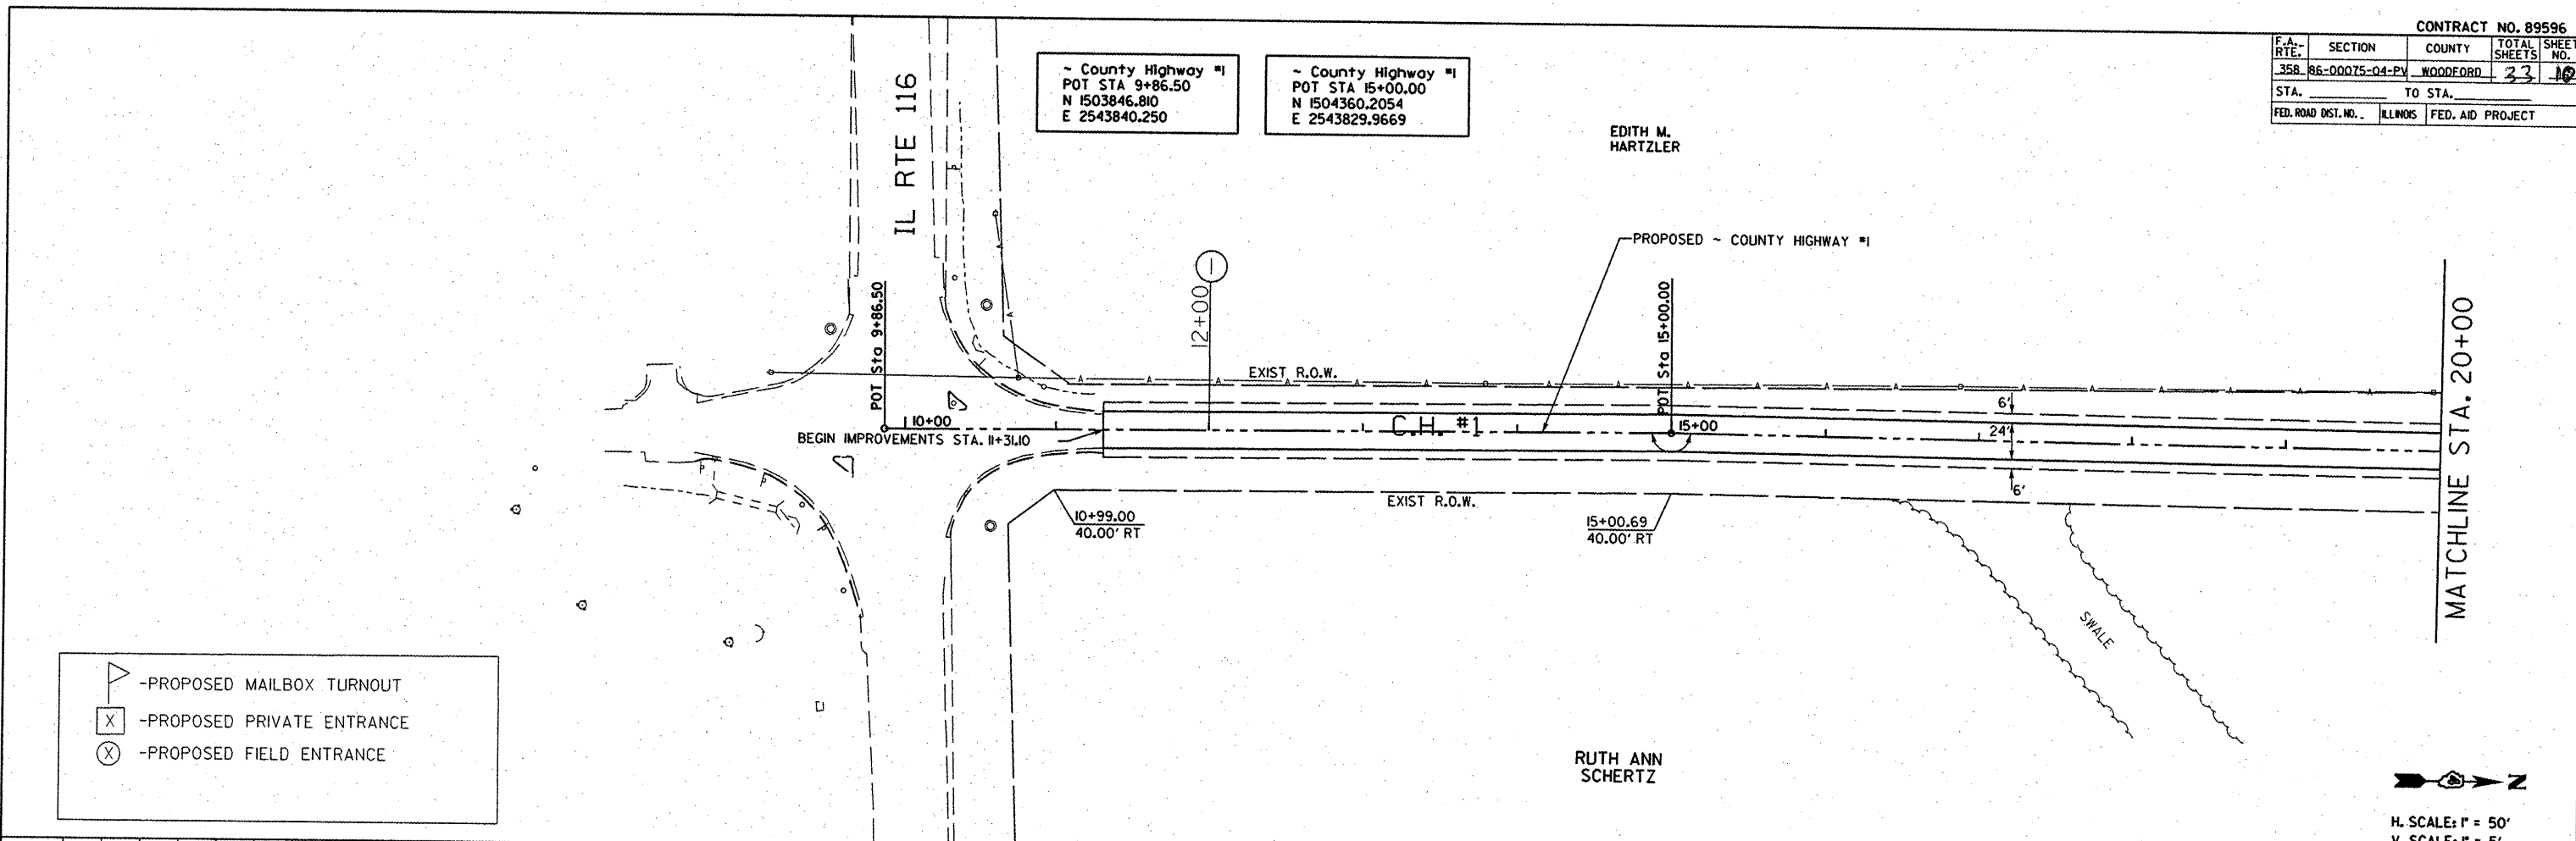 CONTRACT NO. 89596
F.A.- RTE. SECTION COUNTY TOTAL SHEETS SHEET NO.
358 86-00075-04-PV WOODFORD 33
STA. TO STA.
FED. ROAD DIST. NO. ILLINOIS FED. AID PROJECT
~ County Highway #1
POT STA 9+86.50
N 1503846.810
E 2543840.250
~ County Highway #1
POT STA 15+00.00
N 1504360.2054
E 2543829.9669
EDITH M.
HARTZLER
IL RTE 116
PROPOSED ~ COUNTY HIGHWAY #1
1
12+00
POT Sta 9+86.50
POT Sta 15+00.00
MATCHLINE STA. 20+00
EXIST R.O.W.
6'
10+00
C.H. #1
15+00
24'
BEGIN IMPROVEMENTS STA. 11+31.10
6'
EXIST R.O.W.
10+99.00
40.00' RT
15+00.69
40.00' RT
SWALE
-PROPOSED MAILBOX TURNOUT
X -PROPOSED PRIVATE ENTRANCE
X -PROPOSED FIELD ENTRANCE
RUTH ANN
SCHERTZ
N
H. SCALE: 1" = 50'
V. SCALE: 1" = 5'